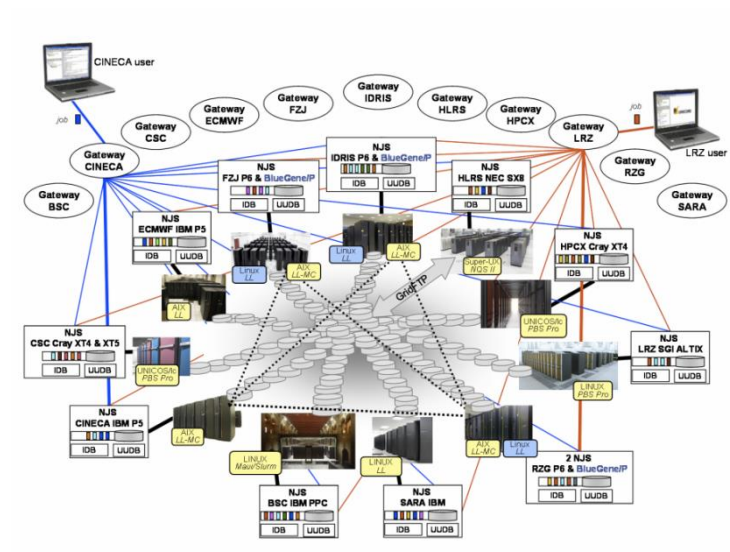 CINECA user
job
Gateway
CINECA
Gateway
BSC
Gateway
CSC
Gateway
ECMWF
Gateway
FZJ
Gateway
IDRIS
Gateway
HLRS
Gateway
HPCX
Gateway
LRZ
job
LRZ user
Gateway
RZG
Gateway
SARA
NJS
IDRIS P6 & BlueGene/P
IDB UUDB
NJS
FZJ P6 & BlueGene/P
IDB UUDB
NJS
HLRS NEC SX8
IDB UUDB
NJS
ECMWF IBM P5
IDB UUDB
NJS
HPCX Cray XT4
IDB UUDB
Linux
LL
AIX
LL-MC
Linux
LL
AIX
LL-MC
Super-UX
NQS II
GridFTP
AIX
LL
UNICOS/lc
PBS Pro
NJS
CSC Cray XT4 & XT5
IDB UUDB
UNICOS/lc
PBS Pro
NJS
LRZ SGI ALTIX
IDB UUDB
LINUX
PBS Pro
NJS
CINECA IBM P5
IDB UUDB
AIX
LL-MC
LINUX
Maui/Slurm
LINUX
LL
AIX
LL-MC
Linux
LL
NJS
BSC IBM PPC
IDB UUDB
NJS
SARA IBM
IDB UUDB
2 NJS
RZG P6 & BlueGene/P
IDB UUDB